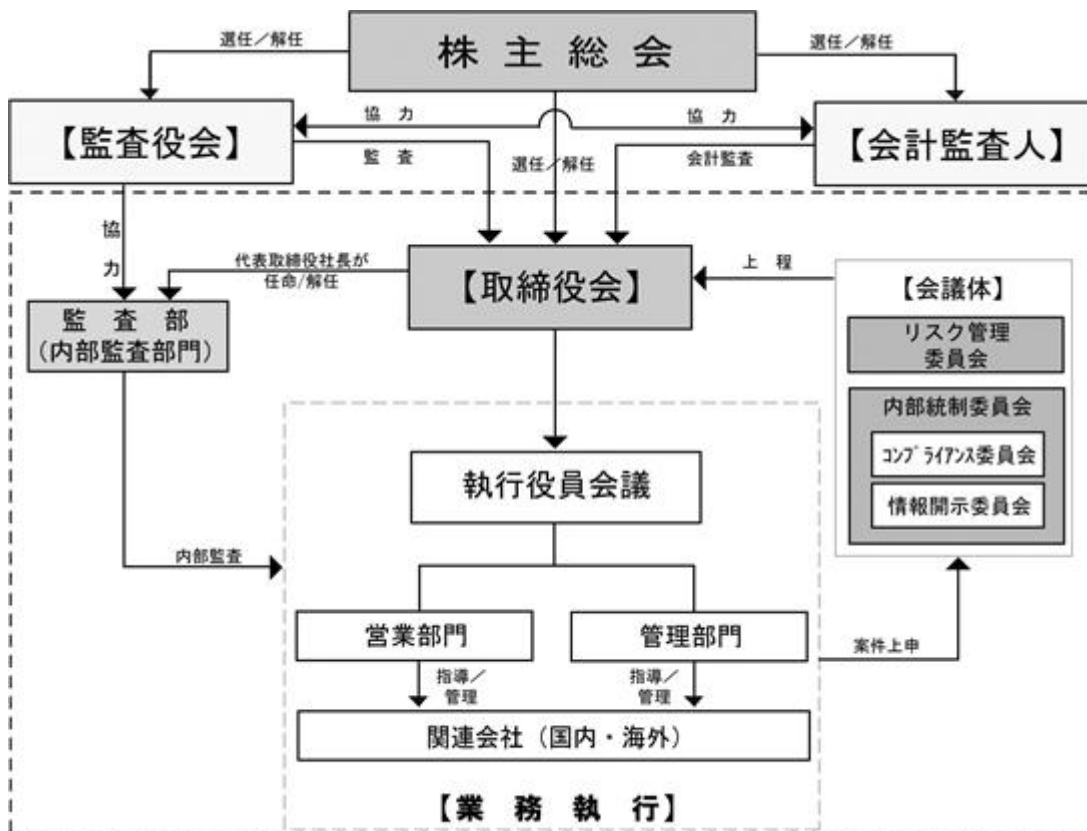 株主総会
選任／解任
選任／解任
【監査役会】
協力
協力
【会計監査人】
監査
選任／解任
会計監査
協力
代表取締役社長が
任命/解任
【取締役会】
上程
【会議体】
監査部
（内部監査部門）
リスク管理
委員会
内部統制委員会
コンプライアンス委員会
情報開示委員会
執行役員会議
内部監査
営業部門
管理部門
案件上申
指導／
管理
指導／
管理
関連会社（国内・海外）
【業務執行】